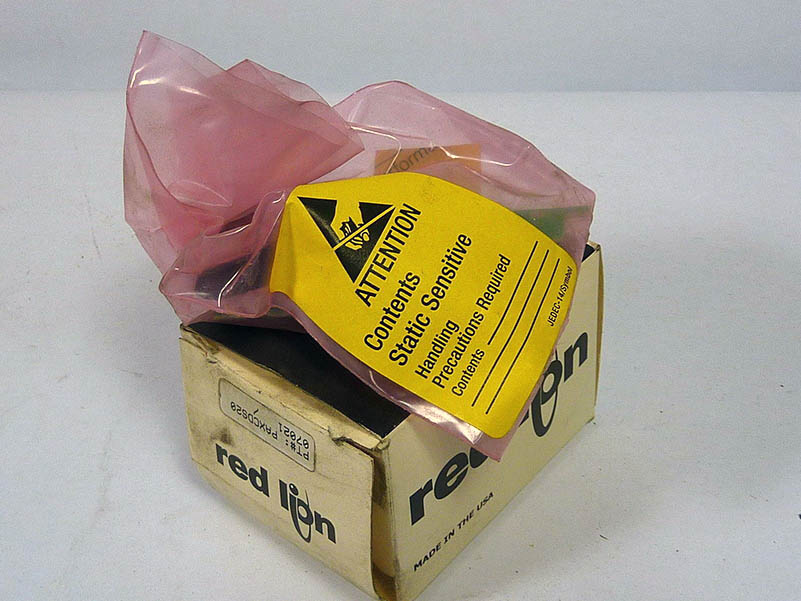 ATTENTION
Contents
Static Sensitive
Handling
Precautions Required
Contents
JEDEC-14/Symbol
PT#: PAXCDS20
07021
red lion
red lion
MADE IN THE USA